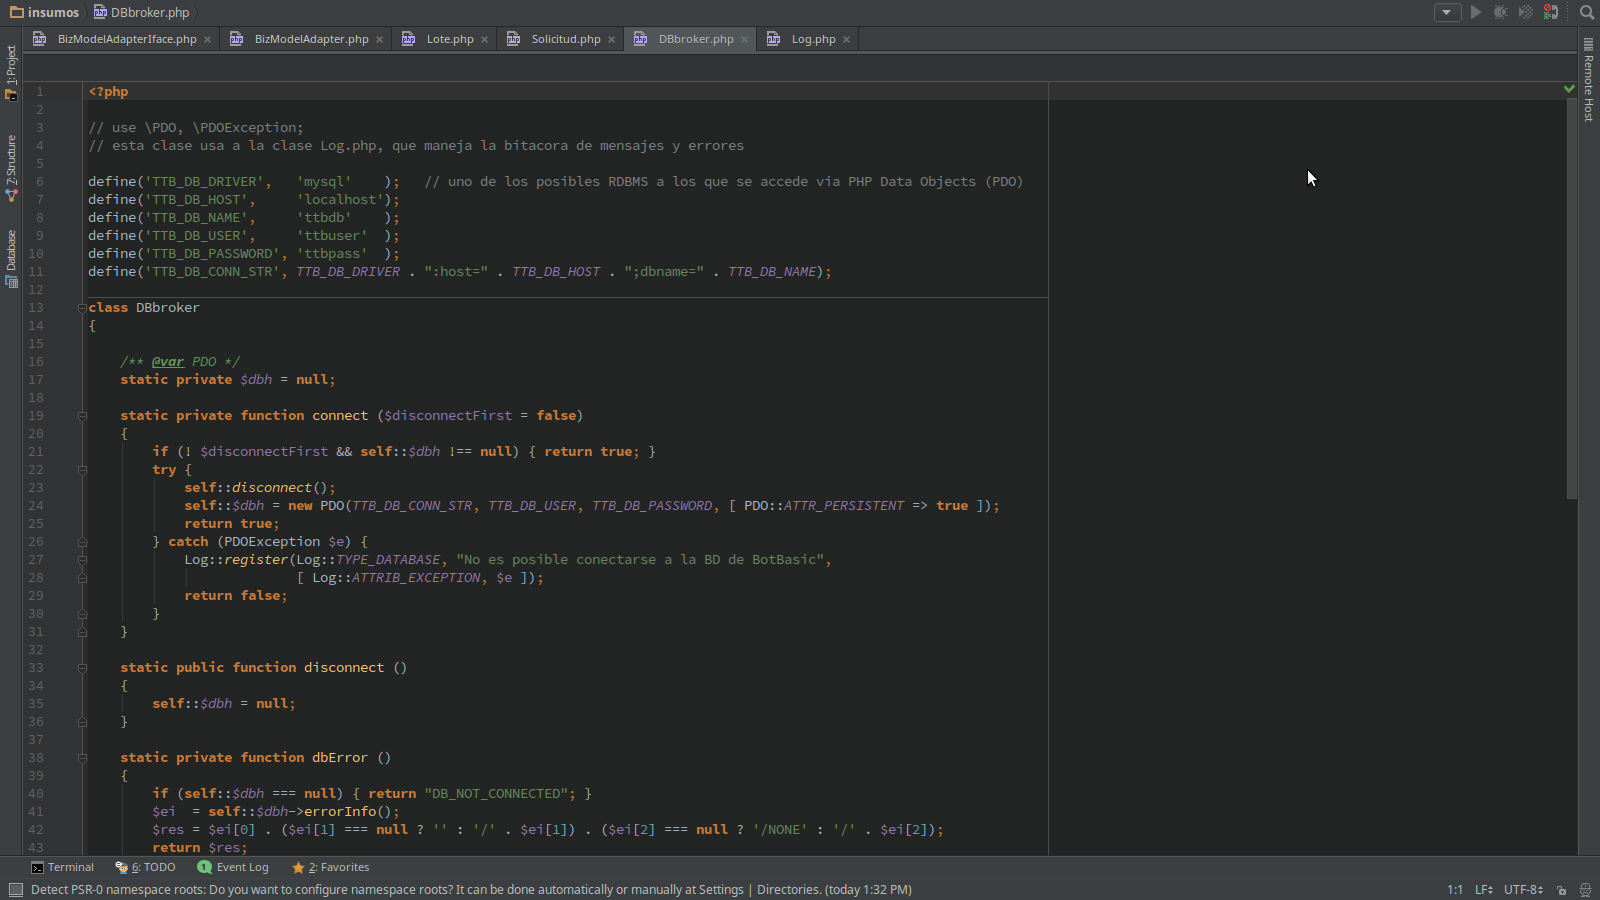 insumos DBbroker.php
BizModelAdapterIface.php BizModelAdapter.php Lote.php Solicitud.php DBbroker.php Log.php
1: Project
7: Structure
Database
Remote Host
1 <?php
2
3 // use \PDO, \PDOException;
4 // esta clase usa a la clase Log.php, que maneja la bitacora de mensajes y errores
5
6 define('TTB_DB_DRIVER',   'mysql'    );   // uno de los posibles RDBMS a los que se accede via PHP Data Objects (PDO)
7 define('TTB_DB_HOST',     'localhost');
8 define('TTB_DB_NAME',     'ttbdb'    );
9 define('TTB_DB_USER',     'ttbuser'  );
10 define('TTB_DB_PASSWORD', 'ttbpass'  );
11 define('TTB_DB_CONN_STR', TTB_DB_DRIVER . ":host=" . TTB_DB_HOST . ";dbname=" . TTB_DB_NAME);
12
13 class DBbroker
14 {
15
16     /** @var PDO */
17     static private $dbh = null;
18
19     static private function connect ($disconnectFirst = false)
20     {
21         if (! $disconnectFirst && self::$dbh !== null) { return true; }
22         try {
23             self::disconnect();
24             self::$dbh = new PDO(TTB_DB_CONN_STR, TTB_DB_USER, TTB_DB_PASSWORD, [ PDO::ATTR_PERSISTENT => true ]);
25             return true;
26         } catch (PDOException $e) {
27             Log::register(Log::TYPE_DATABASE, "No es posible conectarse a la BD de BotBasic",
28                           [ Log::ATTRIB_EXCEPTION, $e ]);
29             return false;
30         }
31     }
32
33     static public function disconnect ()
34     {
35         self::$dbh = null;
36     }
37
38     static private function dbError ()
39     {
40         if (self::$dbh === null) { return "DB_NOT_CONNECTED"; }
41         $ei  = self::$dbh->errorInfo();
42         $res = $ei[0] . ($ei[1] === null ? '' : '/' . $ei[1]) . ($ei[2] === null ? '/NONE' : '/' . $ei[2]);
43         return $res;
Terminal 6: TODO 1 Event Log 2: Favorites
Detect PSR-0 namespace roots: Do you want to configure namespace roots? It can be done automatically or manually at Settings | Directories. (today 1:32 PM) 1:1 LF UTF-8